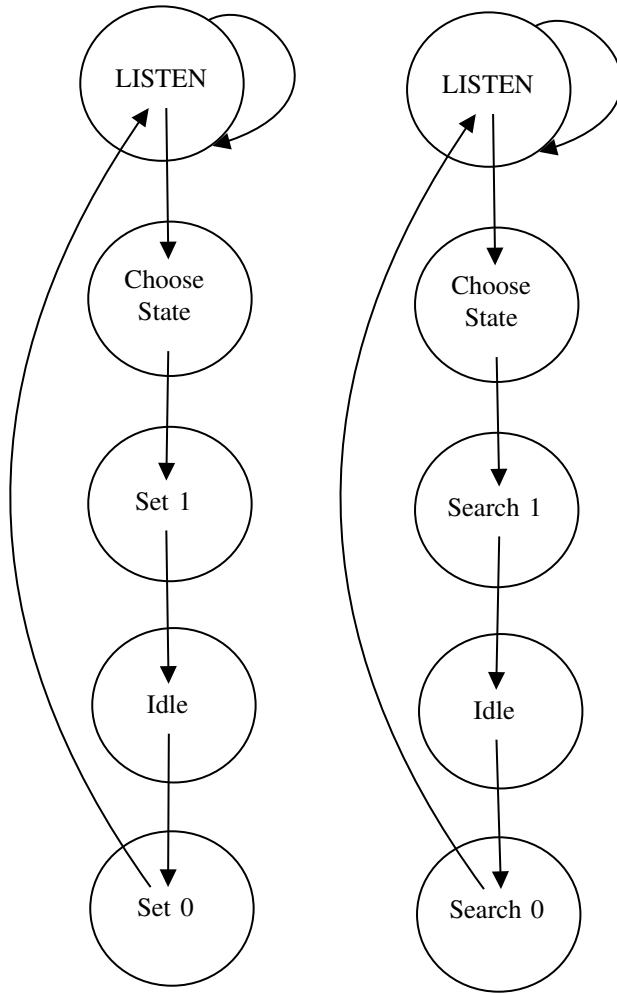 LISTEN
Choose
State
Set 1
Idle
Set 0
LISTEN
Choose
State
Search 1
Idle
Search 0